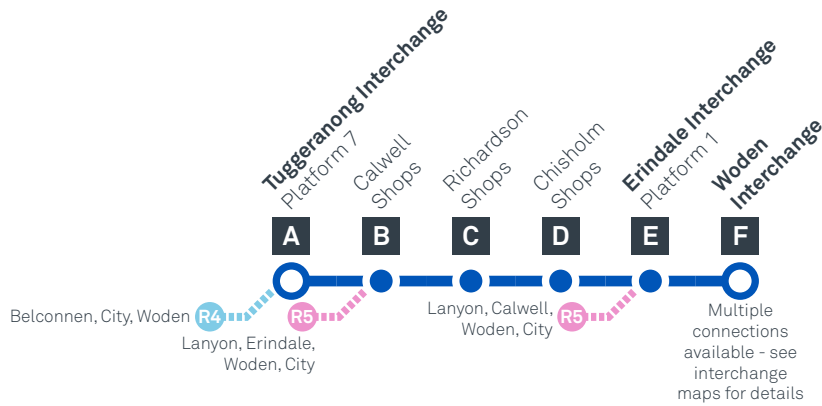 Tuggeranong Interchange
Platform 7
Calwell
Shops
Richardson
Shops
Chisholm
Shops
Erindale Interchange
Platform 1
Woden
Interchange
A
B
C
D
E
F
Belconnen, City, Woden
R4
R5
Lanyon, Erindale,
Woden, City
Lanyon, Calwell,
Woden, City
R5
Multiple
connections
available - see
interchange
maps for details